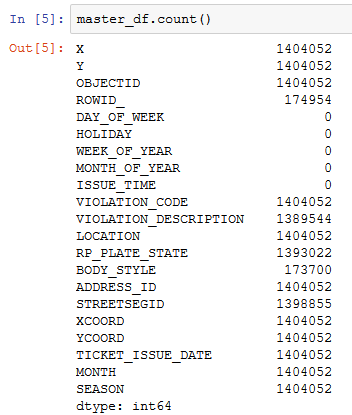 In [5]: master_df.count()
Out[5]: X 1404052
Y 1404052
OBJECTID 1404052
ROWID_ 174954
DAY_OF_WEEK 0
HOLIDAY 0
WEEK_OF_YEAR 0
MONTH_OF_YEAR 0
ISSUE_TIME 0
VIOLATION_CODE 1404052
VIOLATION_DESCRIPTION 1389544
LOCATION 1404052
RP_PLATE_STATE 1393022
BODY_STYLE 173700
ADDRESS_ID 1404052
STREETSEGID 1398855
XCOORD 1404052
YCOORD 1404052
TICKET_ISSUE_DATE 1404052
MONTH 1404052
SEASON 1404052
dtype: int64